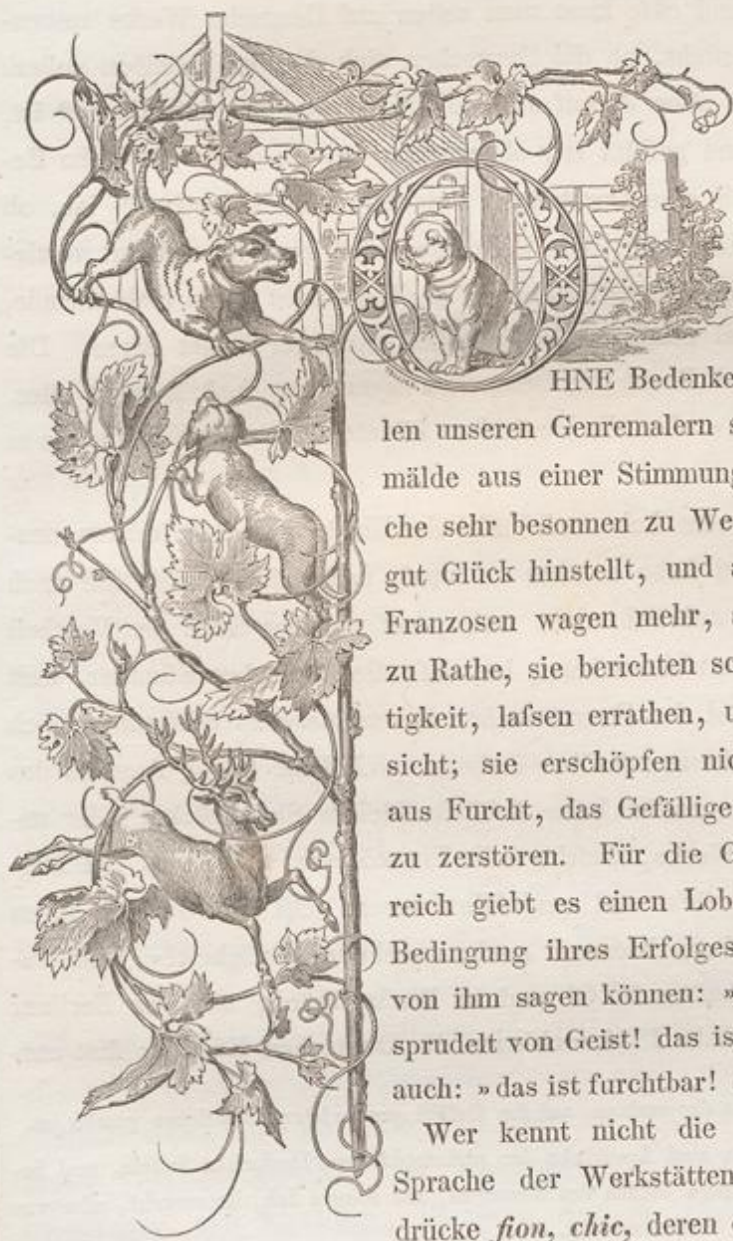 OHNE Bedenke
len unseren Genremalern s
mälde aus einer Stimmung
che sehr besonnen zu We
gut Glück hinstellt, und a
Franzosen wagen mehr,
zu Rathe, sie berichten sc
tigkeit, laſsen errathen, u
sicht; sie erschöpfen nic
aus Furcht, das Gefällige
zu zerstören. Für die G
reich giebt es einen Lob
Bedingung ihres Erfolges
von ihm sagen können: »
sprudelt von Geist! das is
auch: »das ist furchtbar!
Wer kennt nicht die
Sprache der Werkstätten
drücke fion, chic, deren